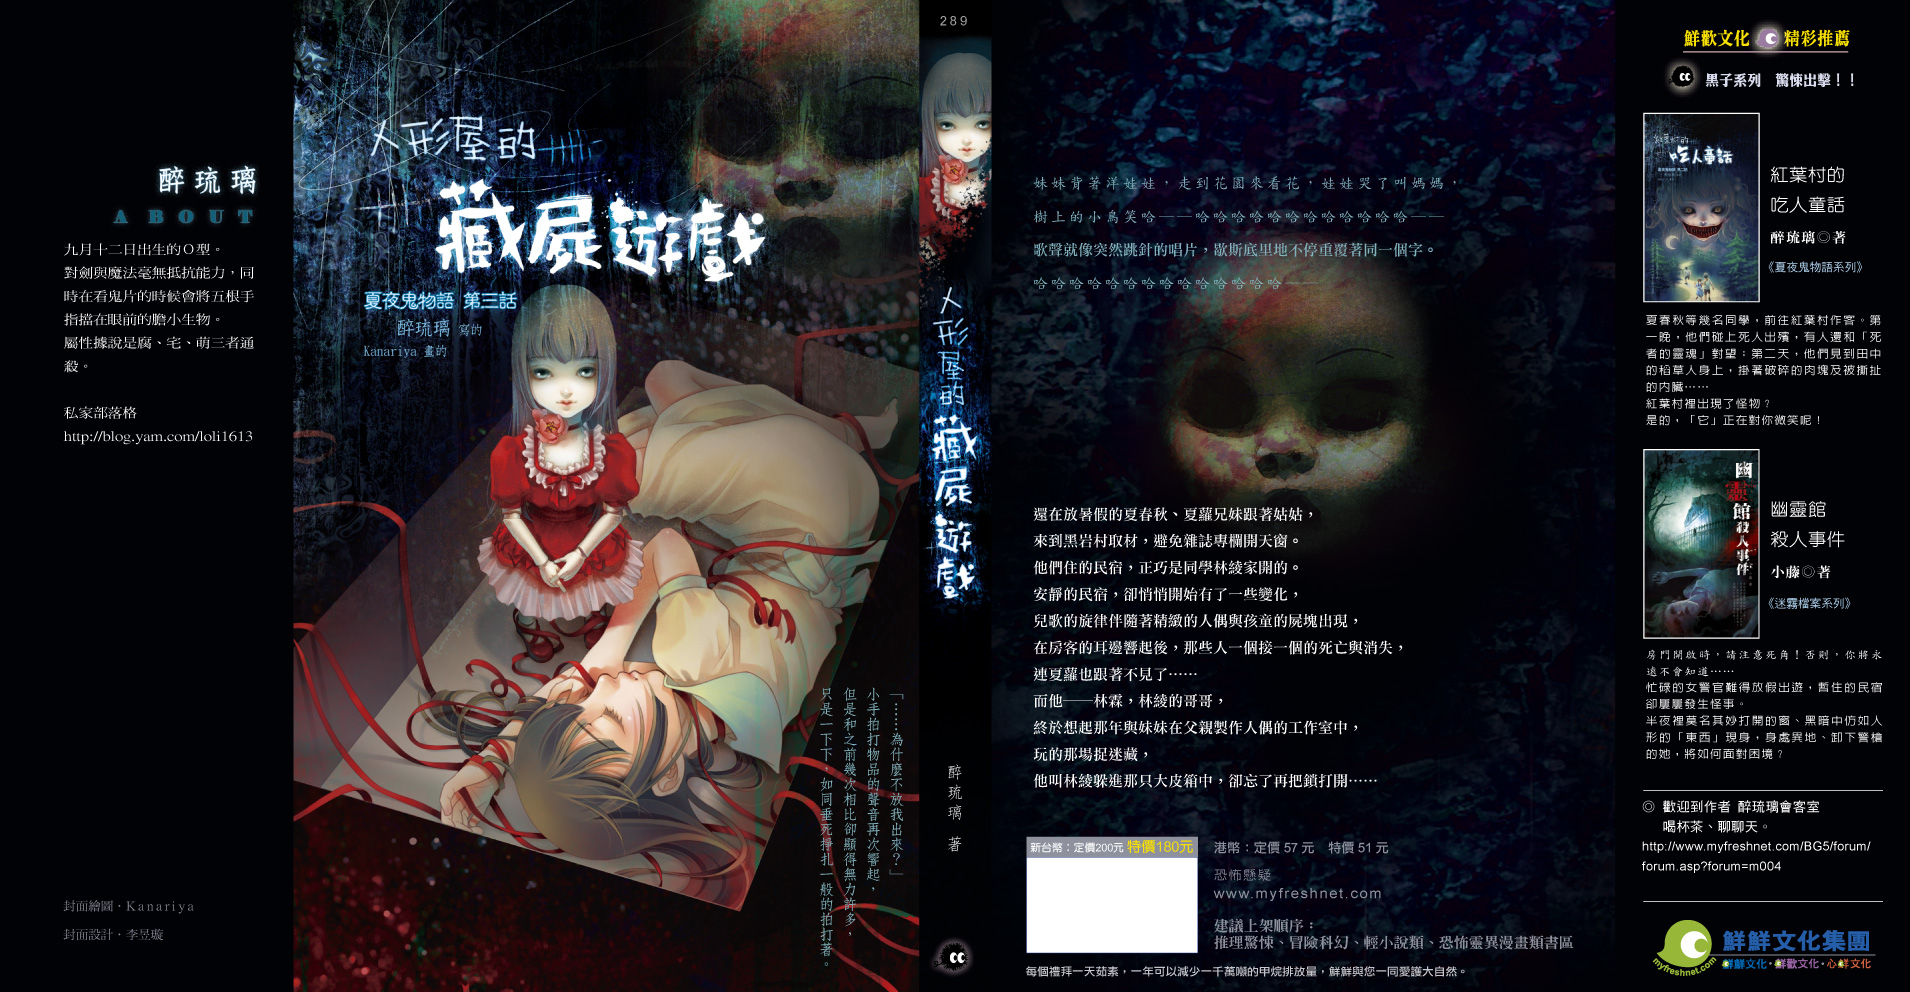 醉琉璃
ABOUT
九月十二日出生的O型。
對劍與魔法毫無抵抗能力，同
時在看鬼片的時候會將五根手
指擋在眼前的膽小生物。
屬性據說是腐、宅、萌三者通
殺。
私家部落格
http://blog.yam.com/loli1613
封面繪圖・Kanariya
封面設計・李昱璇
人形屋的
藏屍遊戲
夏夜鬼物語 第三話
醉琉璃 寫的
Kanariya 畫的
「……為什麼不放我出來？」
小手拍打物品的聲音再次響起，
但是和之前幾次相比卻顯得無力許多，
只是一下下，如同垂死掙扎一般的拍打著。
289
人形屋的
藏屍遊戲
醉琉璃 著
妹妹背著洋娃娃，走到花園來看花，娃娃哭了叫媽媽，
樹上的小鳥笑哈——哈哈哈哈哈哈哈哈哈哈哈哈——
歌聲就像突然跳針的唱片，歇斯底里地不停重覆著同一個字。
哈哈哈哈哈哈哈哈哈哈哈哈哈哈——
還在放暑假的夏春秋、夏蘿兄妹跟著姑姑，
來到黑岩村取材，避免雜誌專欄開天窗。
他們住的民宿，正巧是同學林綾家開的。
安靜的民宿，卻悄悄開始有了一些變化，
兒歌的旋律伴隨著精緻的人偶與孩童的屍塊出現，
在房客的耳邊響起後，那些人一個接一個的死亡與消失，
連夏蘿也跟著不見了……
而他——林霖，林綾的哥哥，
終於想起那年與妹妹在父親製作人偶的工作室中，
玩的那場捉迷藏，
他叫林綾躲進那只大皮箱中，卻忘了再把鎖打開……
新台幣：定價200元 特價180元
港幣：定價 57 元 特價 51 元
恐怖懸疑
www.myfreshnet.com
建議上架順序：
推理驚悚、冒險科幻、輕小說類、恐怖靈異漫畫類書區
每個禮拜一天茹素，一年可以減少一千萬噸的甲烷排放量，鮮鮮與您一同愛護大自然。
鮮歡文化 精彩推薦
黑子系列 驚悚出擊！！
紅葉村的
吃人童話
紅葉村的
吃人童話
醉琉璃◎著
《夏夜鬼物語系列》
夏春秋等幾名同學，前往紅葉村作客。第
一晚，他們碰上死人出殯，有人還和「死
者的靈魂」對望；第二天，他們見到田中
的稻草人身上，掛著破碎的肉塊及被撕扯
的內臟……
紅葉村裡出現了怪物？
是的，「它」正在對你微笑呢！
幽靈館
殺人事件
幽靈館
殺人事件
小藤◎著
《迷霧檔案系列》
房門開啟時，請注意死角！否則，你將永
遠不會知道……
忙碌的女警官難得放假出遊，暫住的民宿
卻屢屢發生怪事。
半夜裡莫名其妙打開的窗、黑暗中彷如人
形的「東西」現身，身處異地、卸下警槍
的她，將如何面對困境？
◎ 歡迎到作者 醉琉璃會客室
喝杯茶、聊聊天。
http://www.myfreshnet.com/BG5/forum/
forum.asp?forum=m004
鮮鮮文化集團
myfreshnet.com
鮮鮮文化・鮮歡文化・心鮮文化